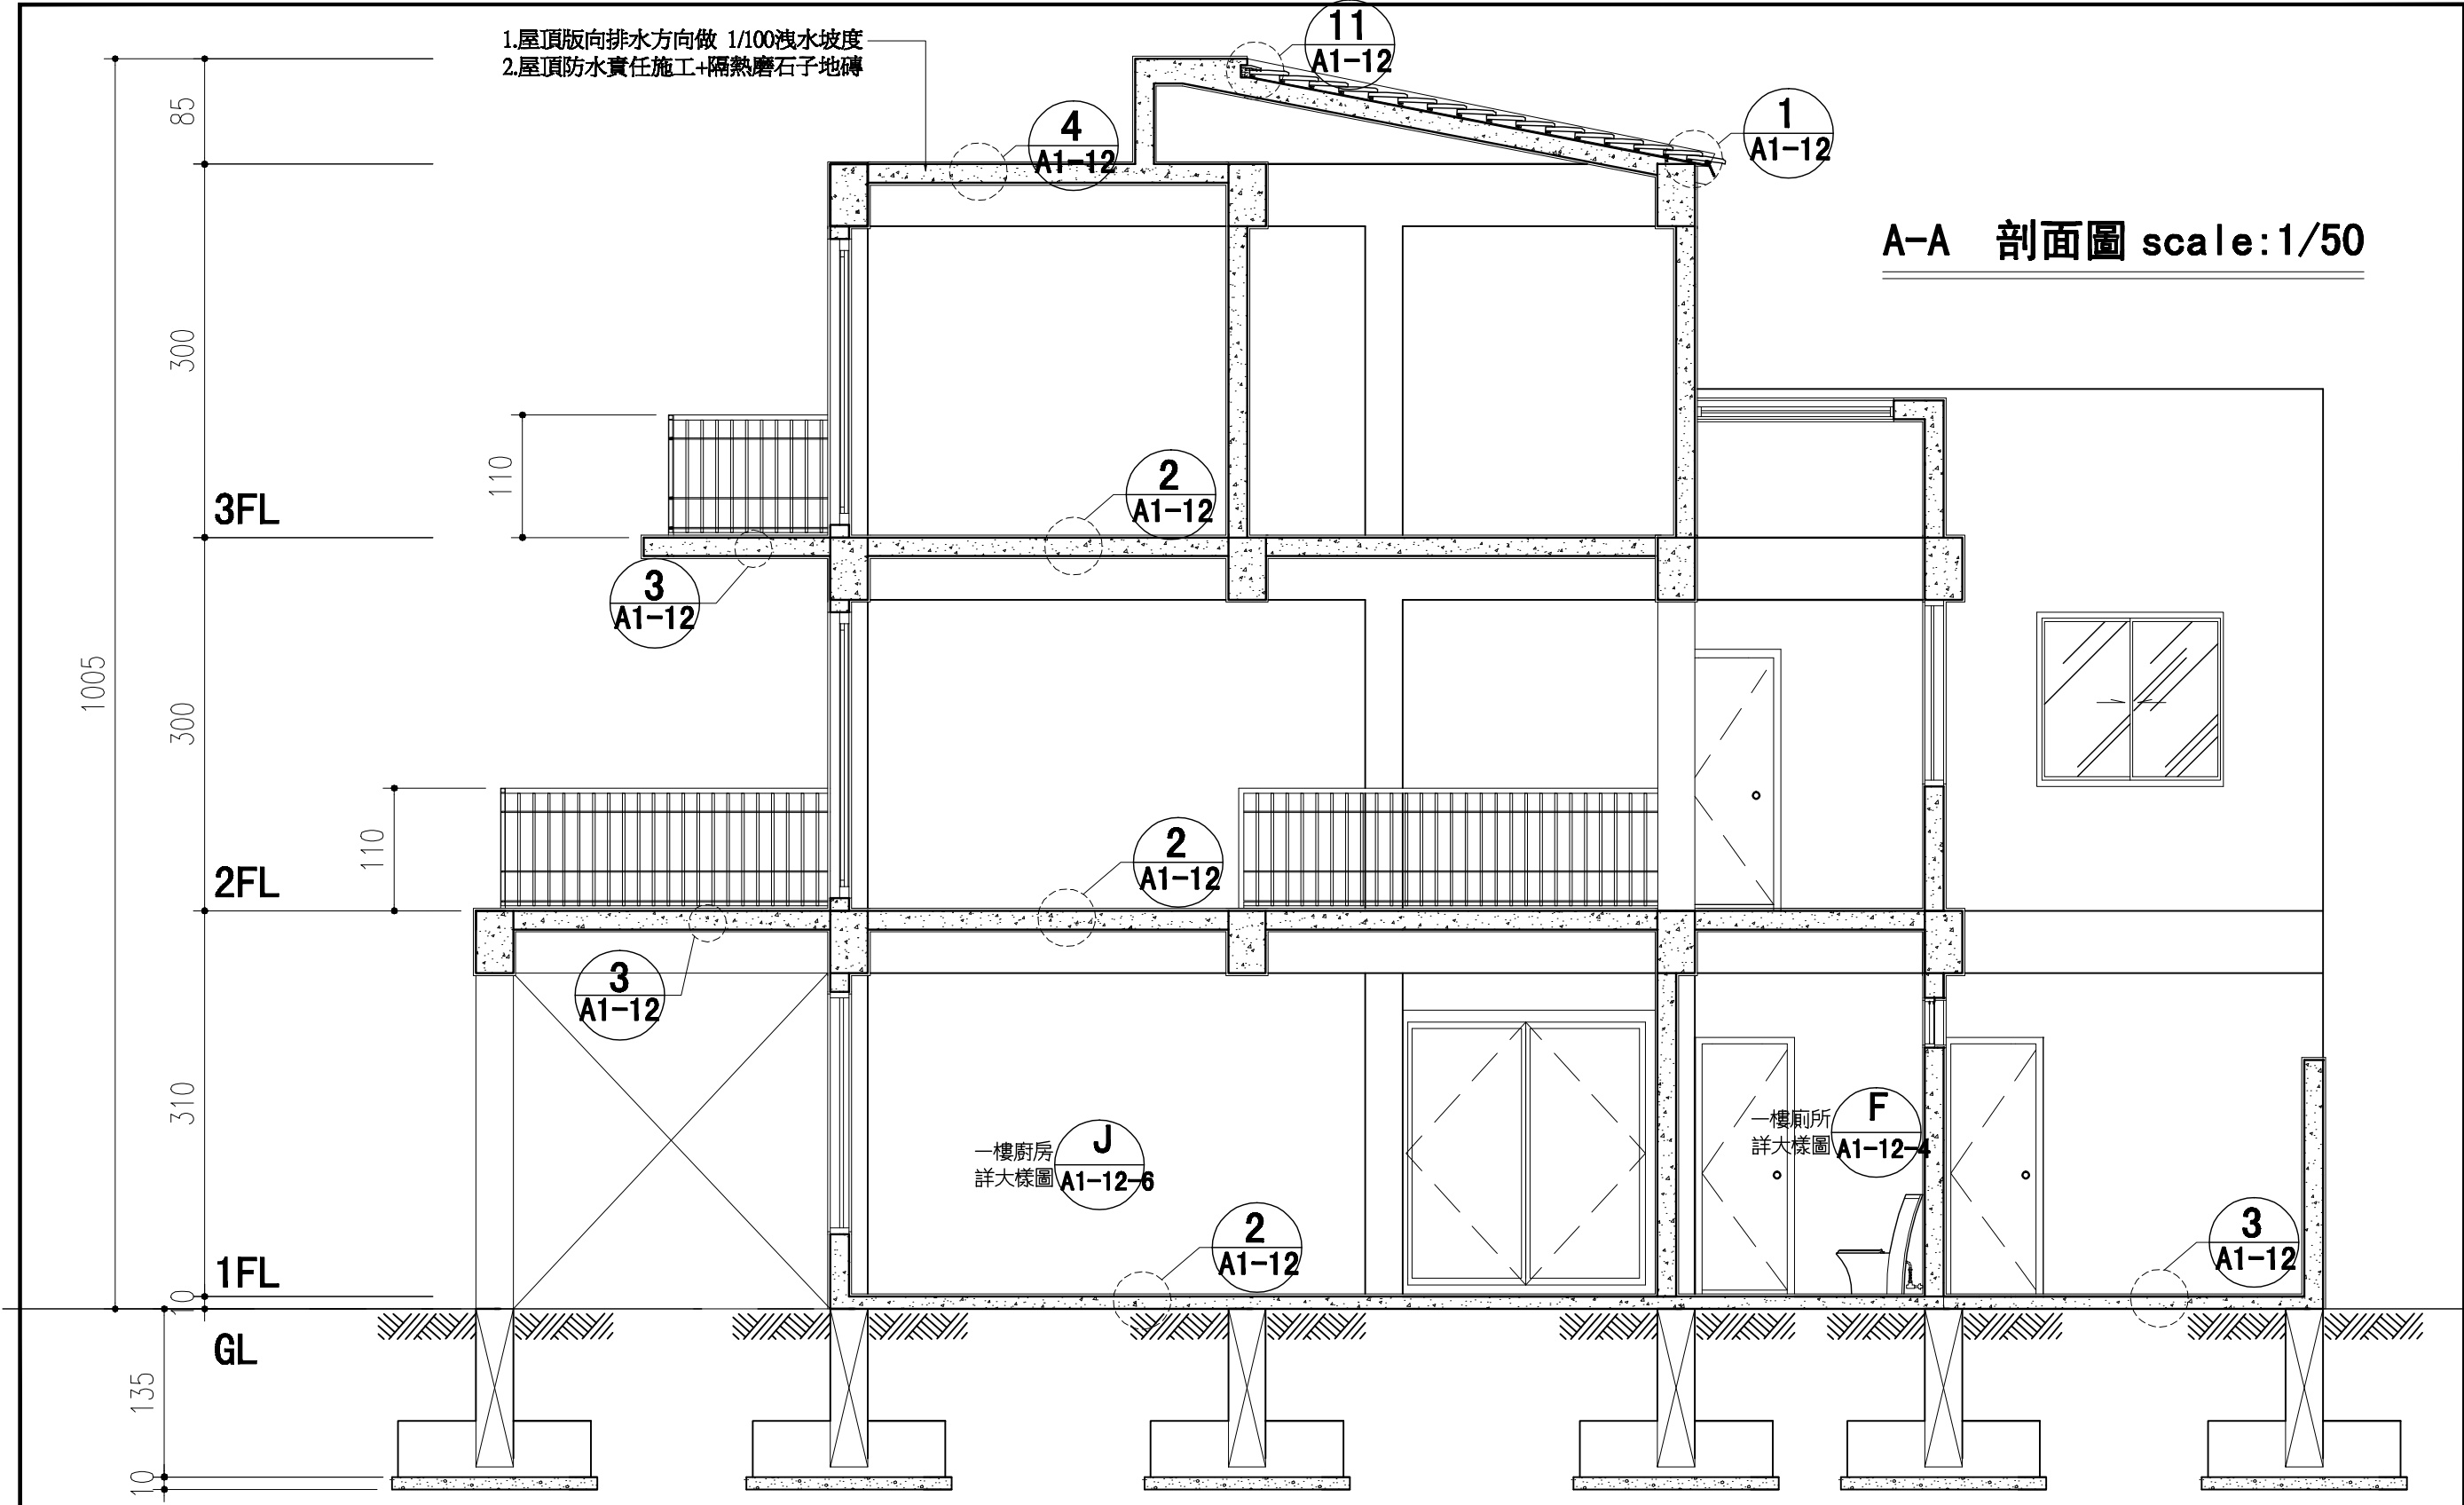 1.屋頂版向排水方向做 1/100洩水坡度
2.屋頂防水責任施工+隔熱磨石子地磚
11
A1-12
4
A1-12
1
A1-12
A-A 剖面圖 scale:1/50
85
300
110
3FL
2
A1-12
3
A1-12
1005
300
110
2FL
2
A1-12
3
A1-12
310
一樓廚房
詳大樣圖
J
A1-12-6
一樓廁所
詳大樣圖
F
A1-12-4
2
A1-12
3
A1-12
1FL
10
GL
135
10